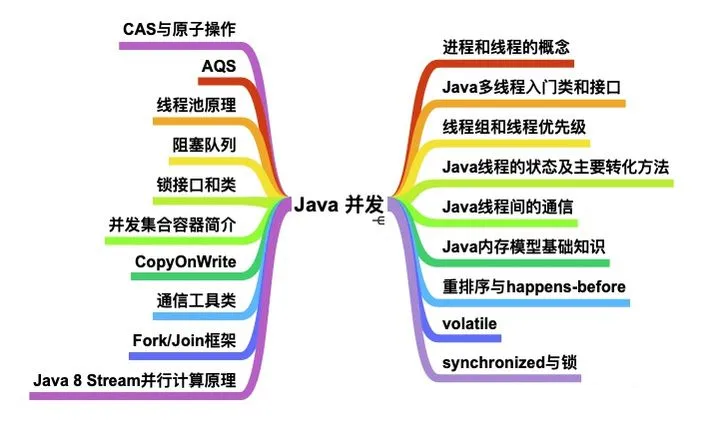 CAS与原子操作
AQS
线程池原理
阻塞队列
锁接口和类
并发集合容器简介
CopyOnWrite
通信工具类
Fork/Join框架
Java 8 Stream并行计算原理
Java 并发
进程和线程的概念
Java多线程入门类和接口
线程组和线程优先级
Java线程的状态及主要转化方法
Java线程间的通信
Java内存模型基础知识
重排序与happens-before
volatile
synchronized与锁